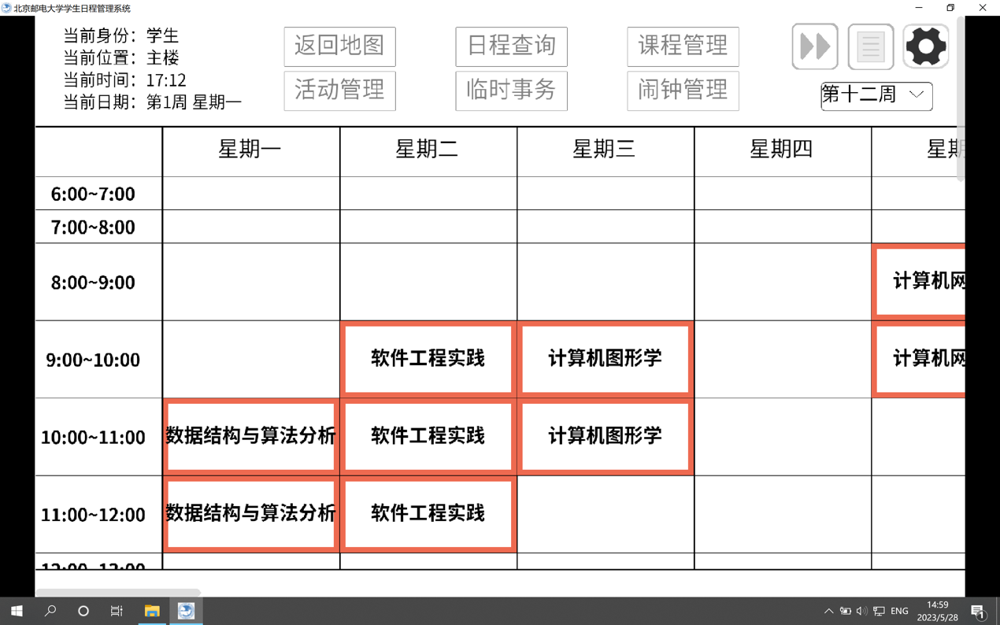 北京邮电大学学生日程管理系统
当前身份：学生
当前位置：主楼
当前时间：17:12
当前日期：第1周 星期一
返回地图 日程查询 课程管理
活动管理 临时事务 闹钟管理
第十二周
星期一 星期二 星期三 星期四 星期
6:00~7:00
7:00~8:00
8:00~9:00 计算机网
9:00~10:00 软件工程实践 计算机图形学 计算机网
10:00~11:00 数据结构与算法分析 软件工程实践 计算机图形学
11:00~12:00 数据结构与算法分析 软件工程实践
12:00~13:00
ENG
14:59
2023/5/28
1